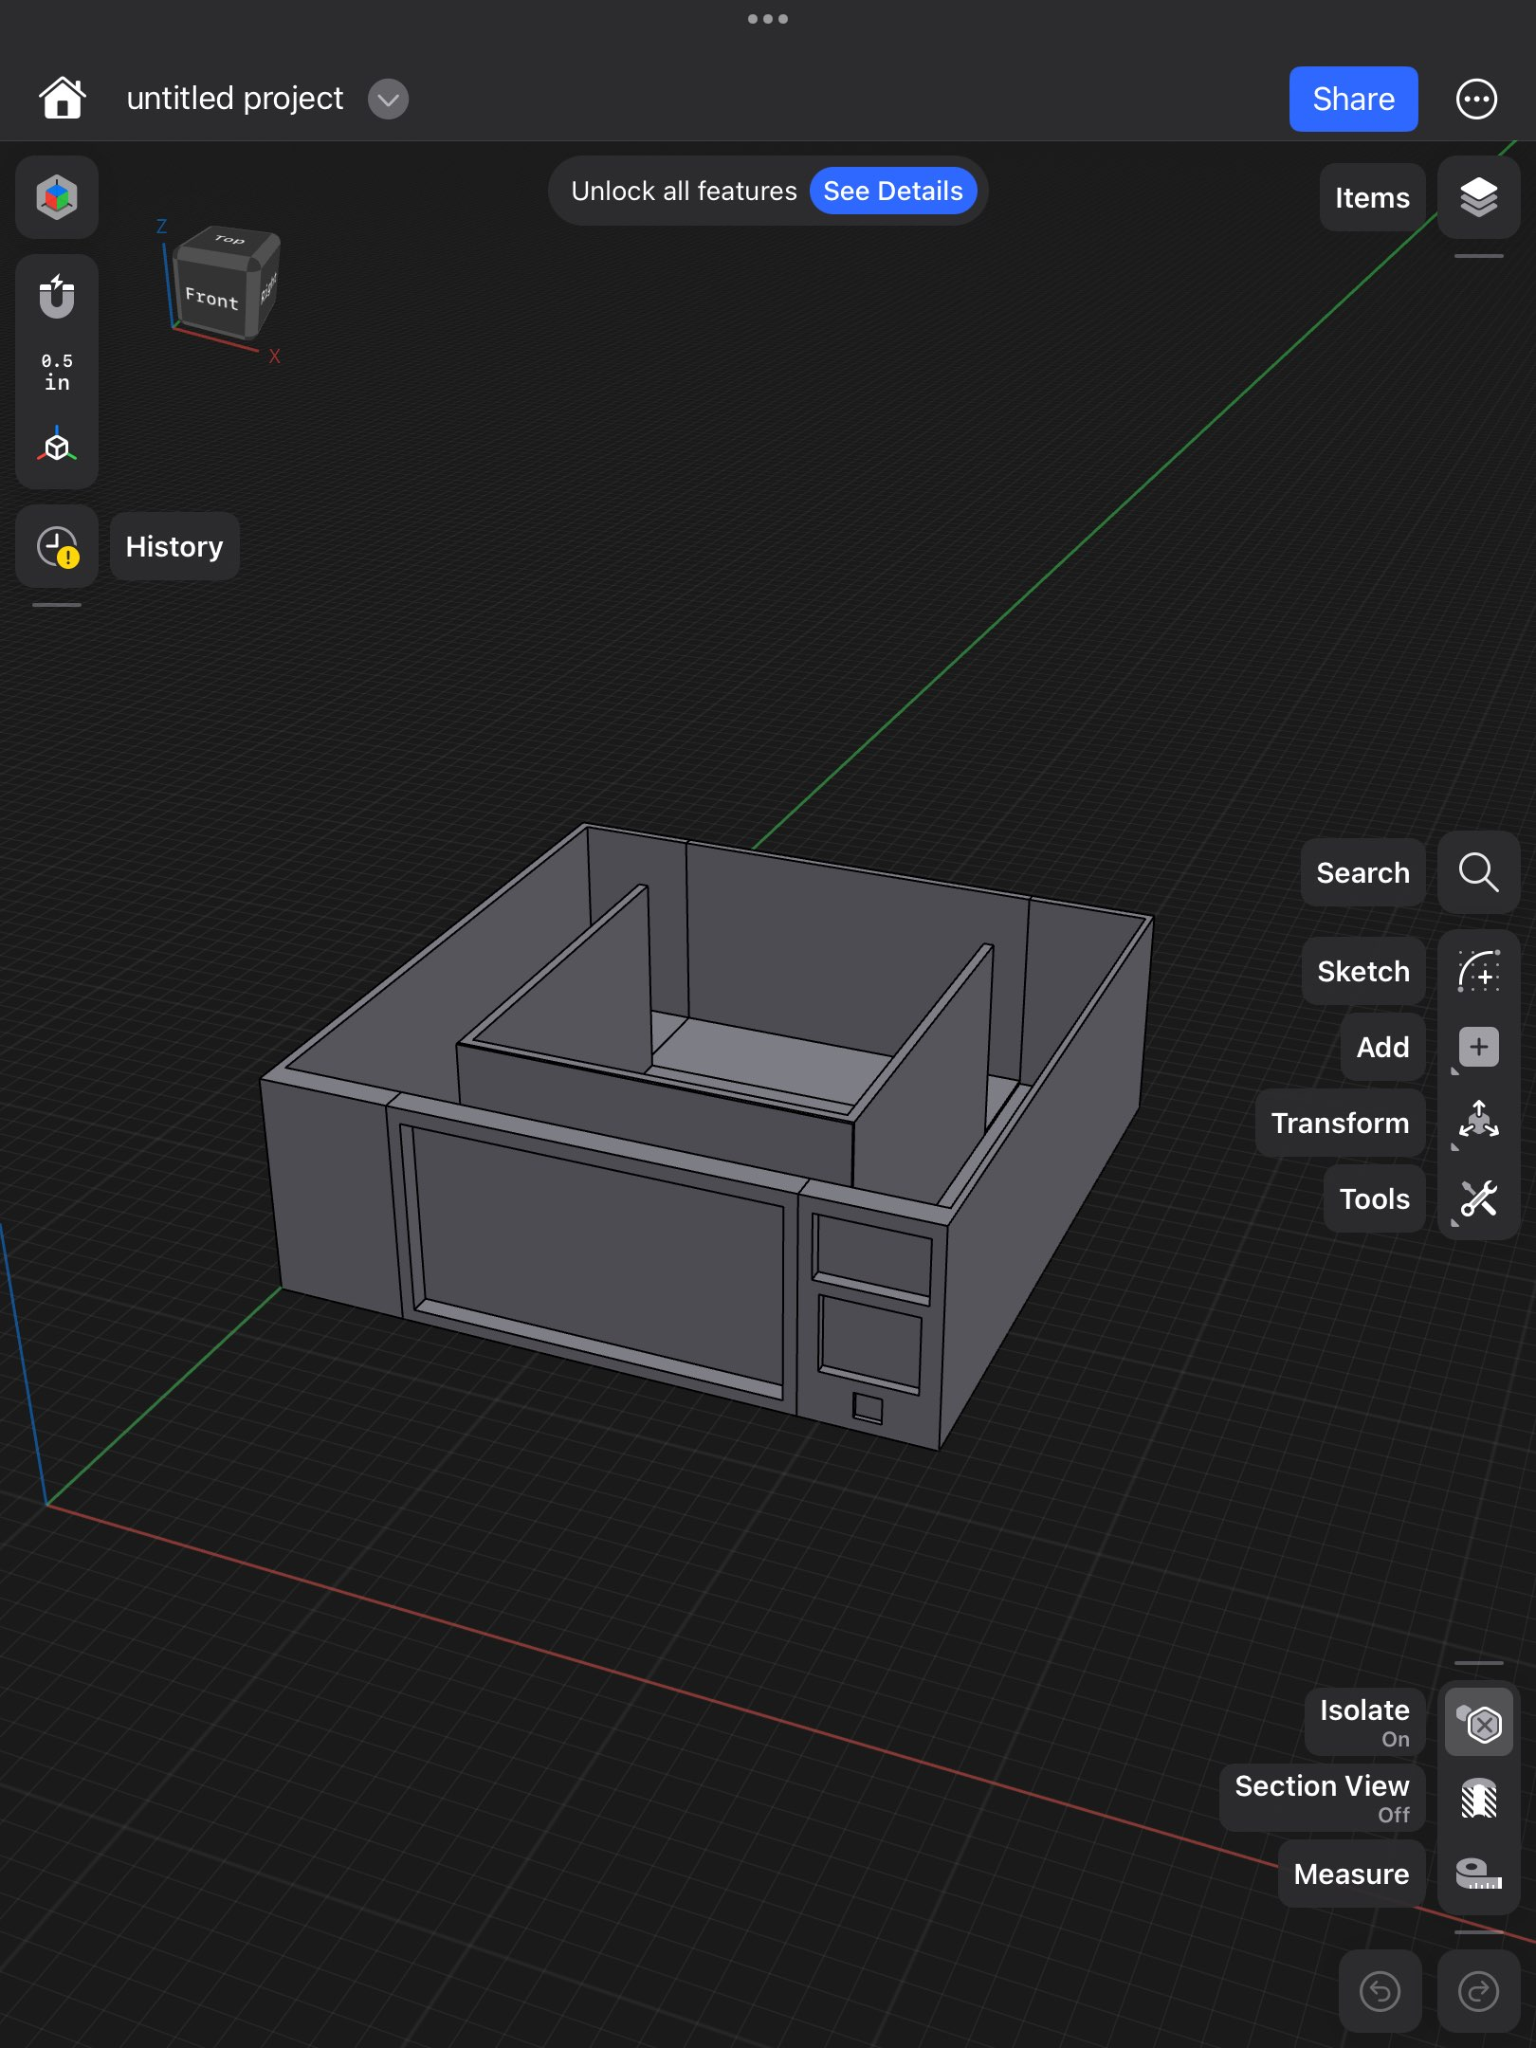 untitled project
Share
Unlock all features See Details
Items
Z
Top
Front
Right
X
0.5
in
History
Search
Sketch
Add
Transform
Tools
Isolate
On
Section View
Off
Measure